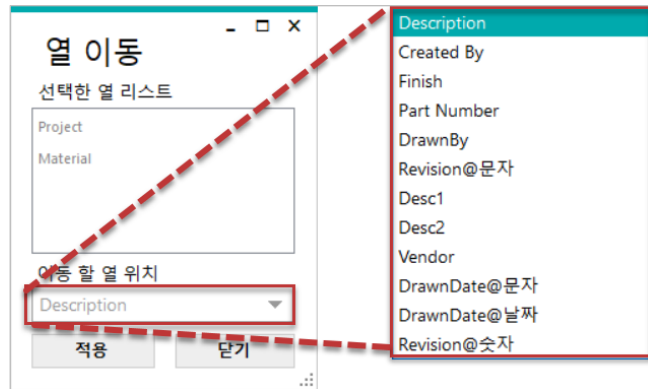 열 이동
선택한 열 리스트
Project
Material
이동 할 열 위치
Description
적용
닫기
Description
Created By
Finish
Part Number
DrawnBy
Revision@문자
Desc1
Desc2
Vendor
DrawnDate@문자
DrawnDate@날짜
Revision@숫자